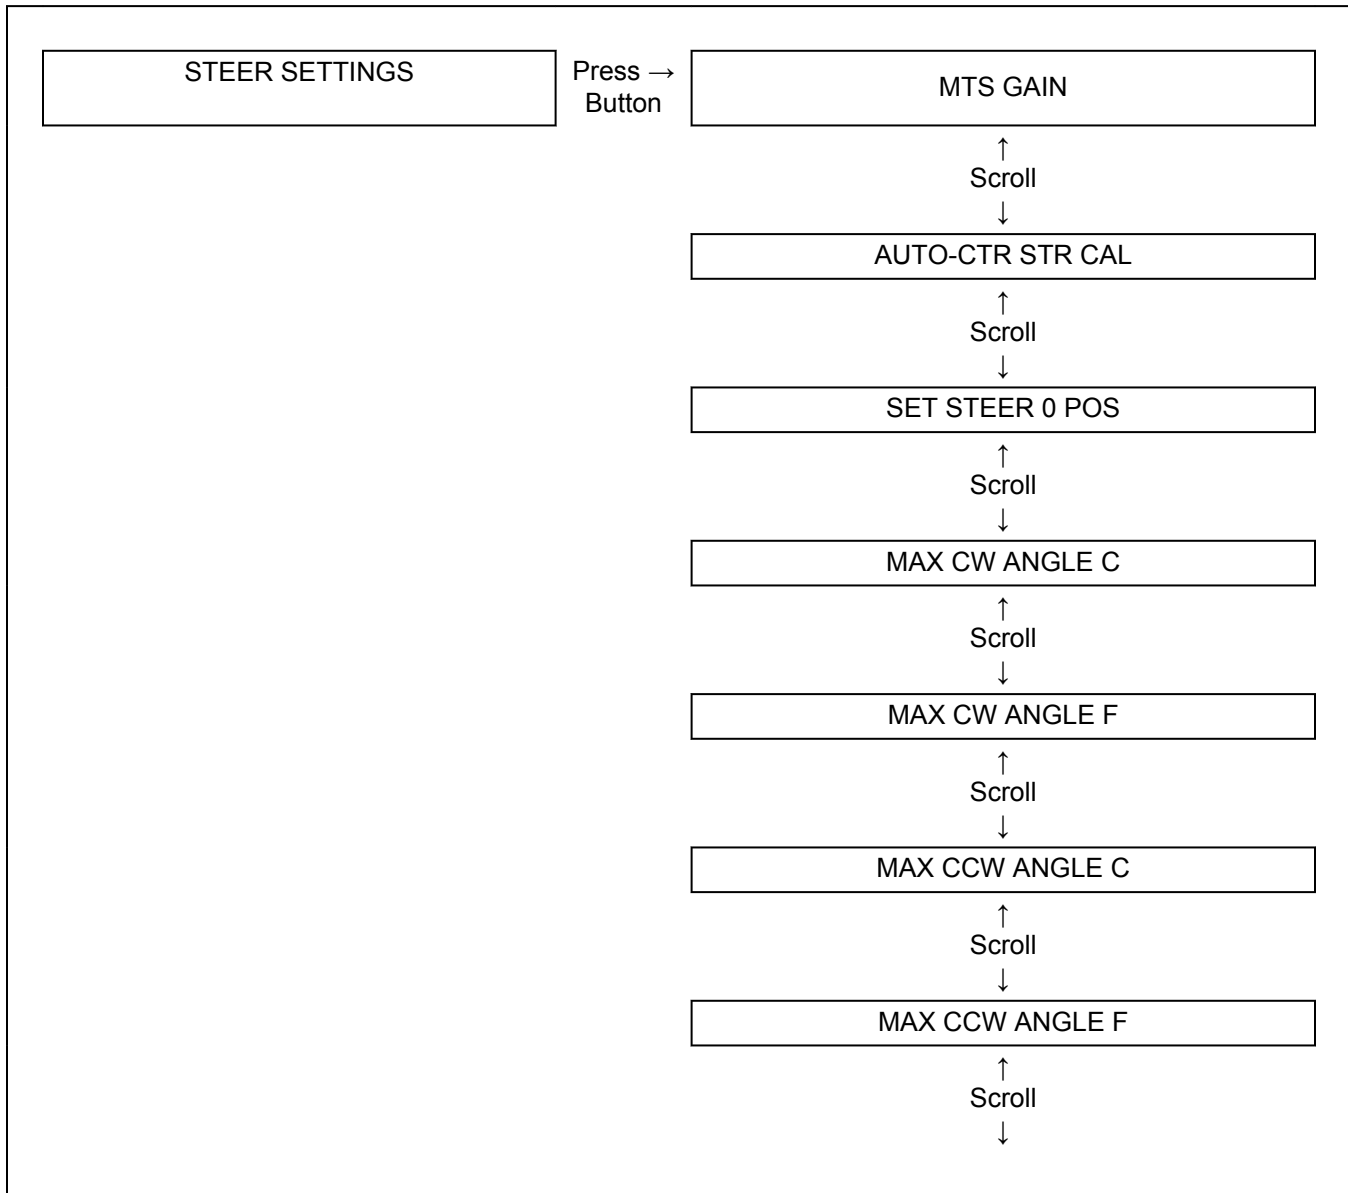 STEER SETTINGS
Press →
Button
MTS GAIN
↑
Scroll
↓
AUTO-CTR STR CAL
↑
Scroll
↓
SET STEER 0 POS
↑
Scroll
↓
MAX CW ANGLE C
↑
Scroll
↓
MAX CW ANGLE F
↑
Scroll
↓
MAX CCW ANGLE C
↑
Scroll
↓
MAX CCW ANGLE F
↑
Scroll
↓